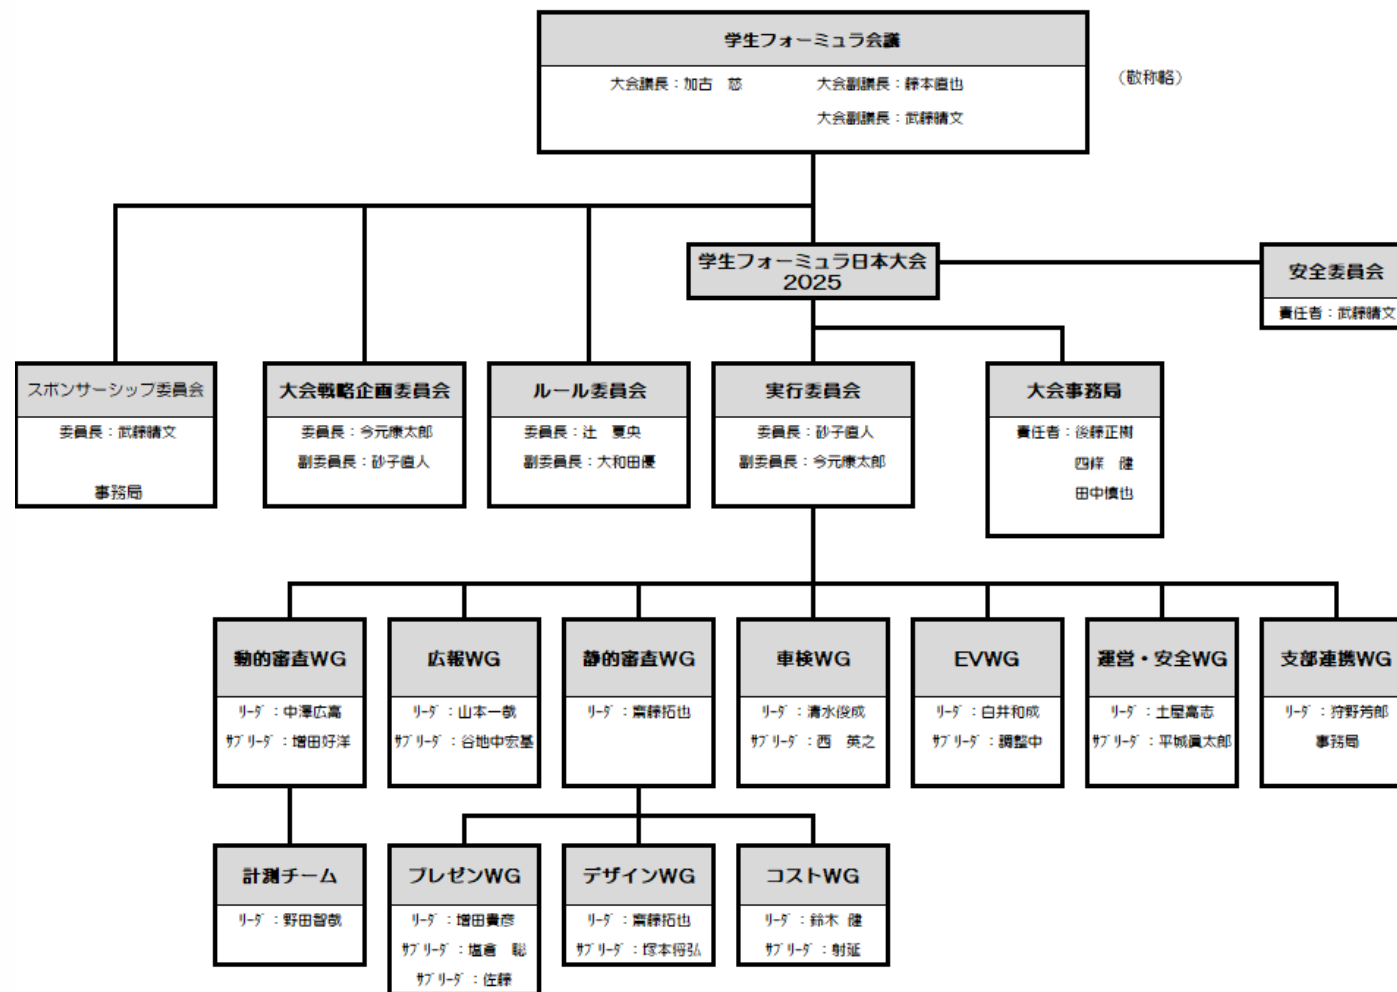 学生フォーミュラ会議
大会議長：加古　慈　大会副議長：藤本直也
大会副議長：武藤晴文
（敬称略）
学生フォーミュラ日本大会
2025
安全委員会
責任者：武藤晴文
スポンサーシップ委員会
委員長：武藤晴文
事務局
大会戦略企画委員会
委員長：今元康太郎
副委員長：砂子直人
ルール委員会
委員長：辻　夏央
副委員長：大和田優
実行委員会
委員長：砂子直人
副委員長：今元康太郎
大会事務局
責任者：後藤正樹
四條　健
田中慎也
動的審査WG
ﾘｰﾀﾞ：中澤広高
ｻﾌﾞﾘｰﾀﾞ：増田好洋
広報WG
ﾘｰﾀﾞ：山本一哉
ｻﾌﾞﾘｰﾀﾞ：谷地中宏基
静的審査WG
ﾘｰﾀﾞ：齋藤拓也
車検WG
ﾘｰﾀﾞ：清水俊成
ｻﾌﾞﾘｰﾀﾞ：西　英之
EVWG
ﾘｰﾀﾞ：白井和成
ｻﾌﾞﾘｰﾀﾞ：調整中
運営・安全WG
ﾘｰﾀﾞ：土屋高志
ｻﾌﾞﾘｰﾀﾞ：平城眞太郎
支部連携WG
ﾘｰﾀﾞ：狩野芳郎
事務局
計測チーム
ﾘｰﾀﾞ：野田智哉
プレゼンWG
ﾘｰﾀﾞ：増田貴彦
ｻﾌﾞﾘｰﾀﾞ：塩倉　聡
ｻﾌﾞﾘｰﾀﾞ：佐藤
デザインWG
ﾘｰﾀﾞ：齋藤拓也
ｻﾌﾞﾘｰﾀﾞ：塚本将弘
コストWG
ﾘｰﾀﾞ：鈴木 健
ｻﾌﾞﾘｰﾀﾞ：射延